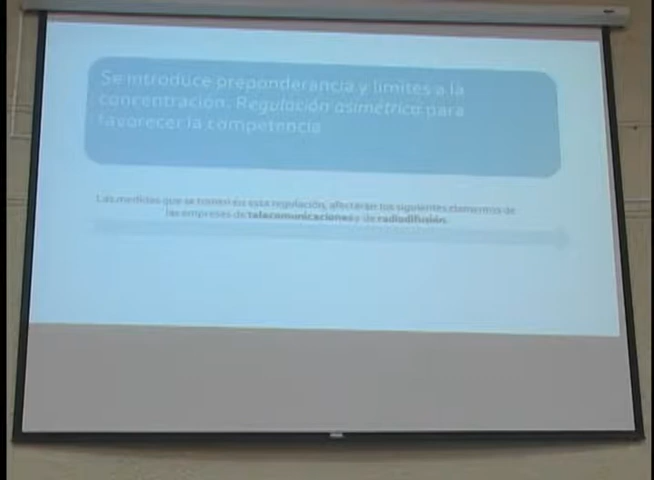 Se introduce preponderancia y limites a la
concentración. Regulación asimétrica para
favorecer la competencia
Las medidas que se tomen en esta regulación, afectarán los siguientes elementos de
las empresas de telecomunicaciones y de radiodifusión.